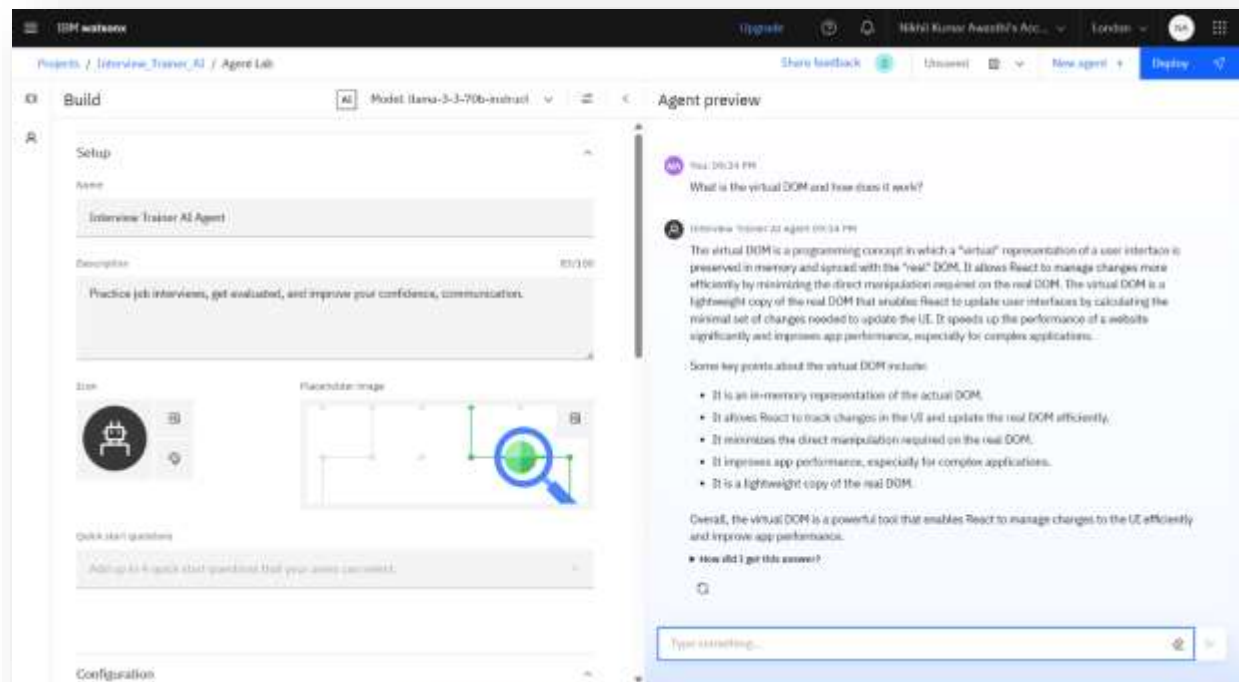 IBM watsonx
Upgrade
Nikhil Kumar Awasthi's Acc...
London
NA
Projects / Interview_Trainer_AI / Agent Lab
Share feedback
Unsaved
New agent +
Deploy
Build
AI
Model: llama-3-3-70b-instruct
Agent preview
Setup
Name
Interview Trainer AI Agent
Description
Practice job interviews, get evaluated, and improve your confidence, communication.
Icon
Placeholder image
Quick start questions
Add up to 4 quick start questions that your users can select.
Configuration
NA
You 09:34 PM
What is the virtual DOM and how does it work?
Interview Trainer AI Agent 09:34 PM
The virtual DOM is a programming concept in which a "virtual" representation of a user interface is
preserved in memory and synced with the "real" DOM. It allows React to manage changes more
efficiently by minimizing the direct manipulation required on the real DOM. The virtual DOM is a
lightweight copy of the real DOM that enables React to update user interfaces by calculating the
minimal set of changes needed to update the UI. It speeds up the performance of a website
significantly and improves app performance, especially for complex applications.
Some key points about the virtual DOM include:
• It is an in-memory representation of the actual DOM.
• It allows React to track changes in the UI and update the real DOM efficiently.
• It minimizes the direct manipulation required on the real DOM.
• It improves app performance, especially for complex applications.
• It is a lightweight copy of the real DOM.
Overall, the virtual DOM is a powerful tool that enables React to manage changes to the UI efficiently
and improve app performance.
How did I get this answer?
Type something...